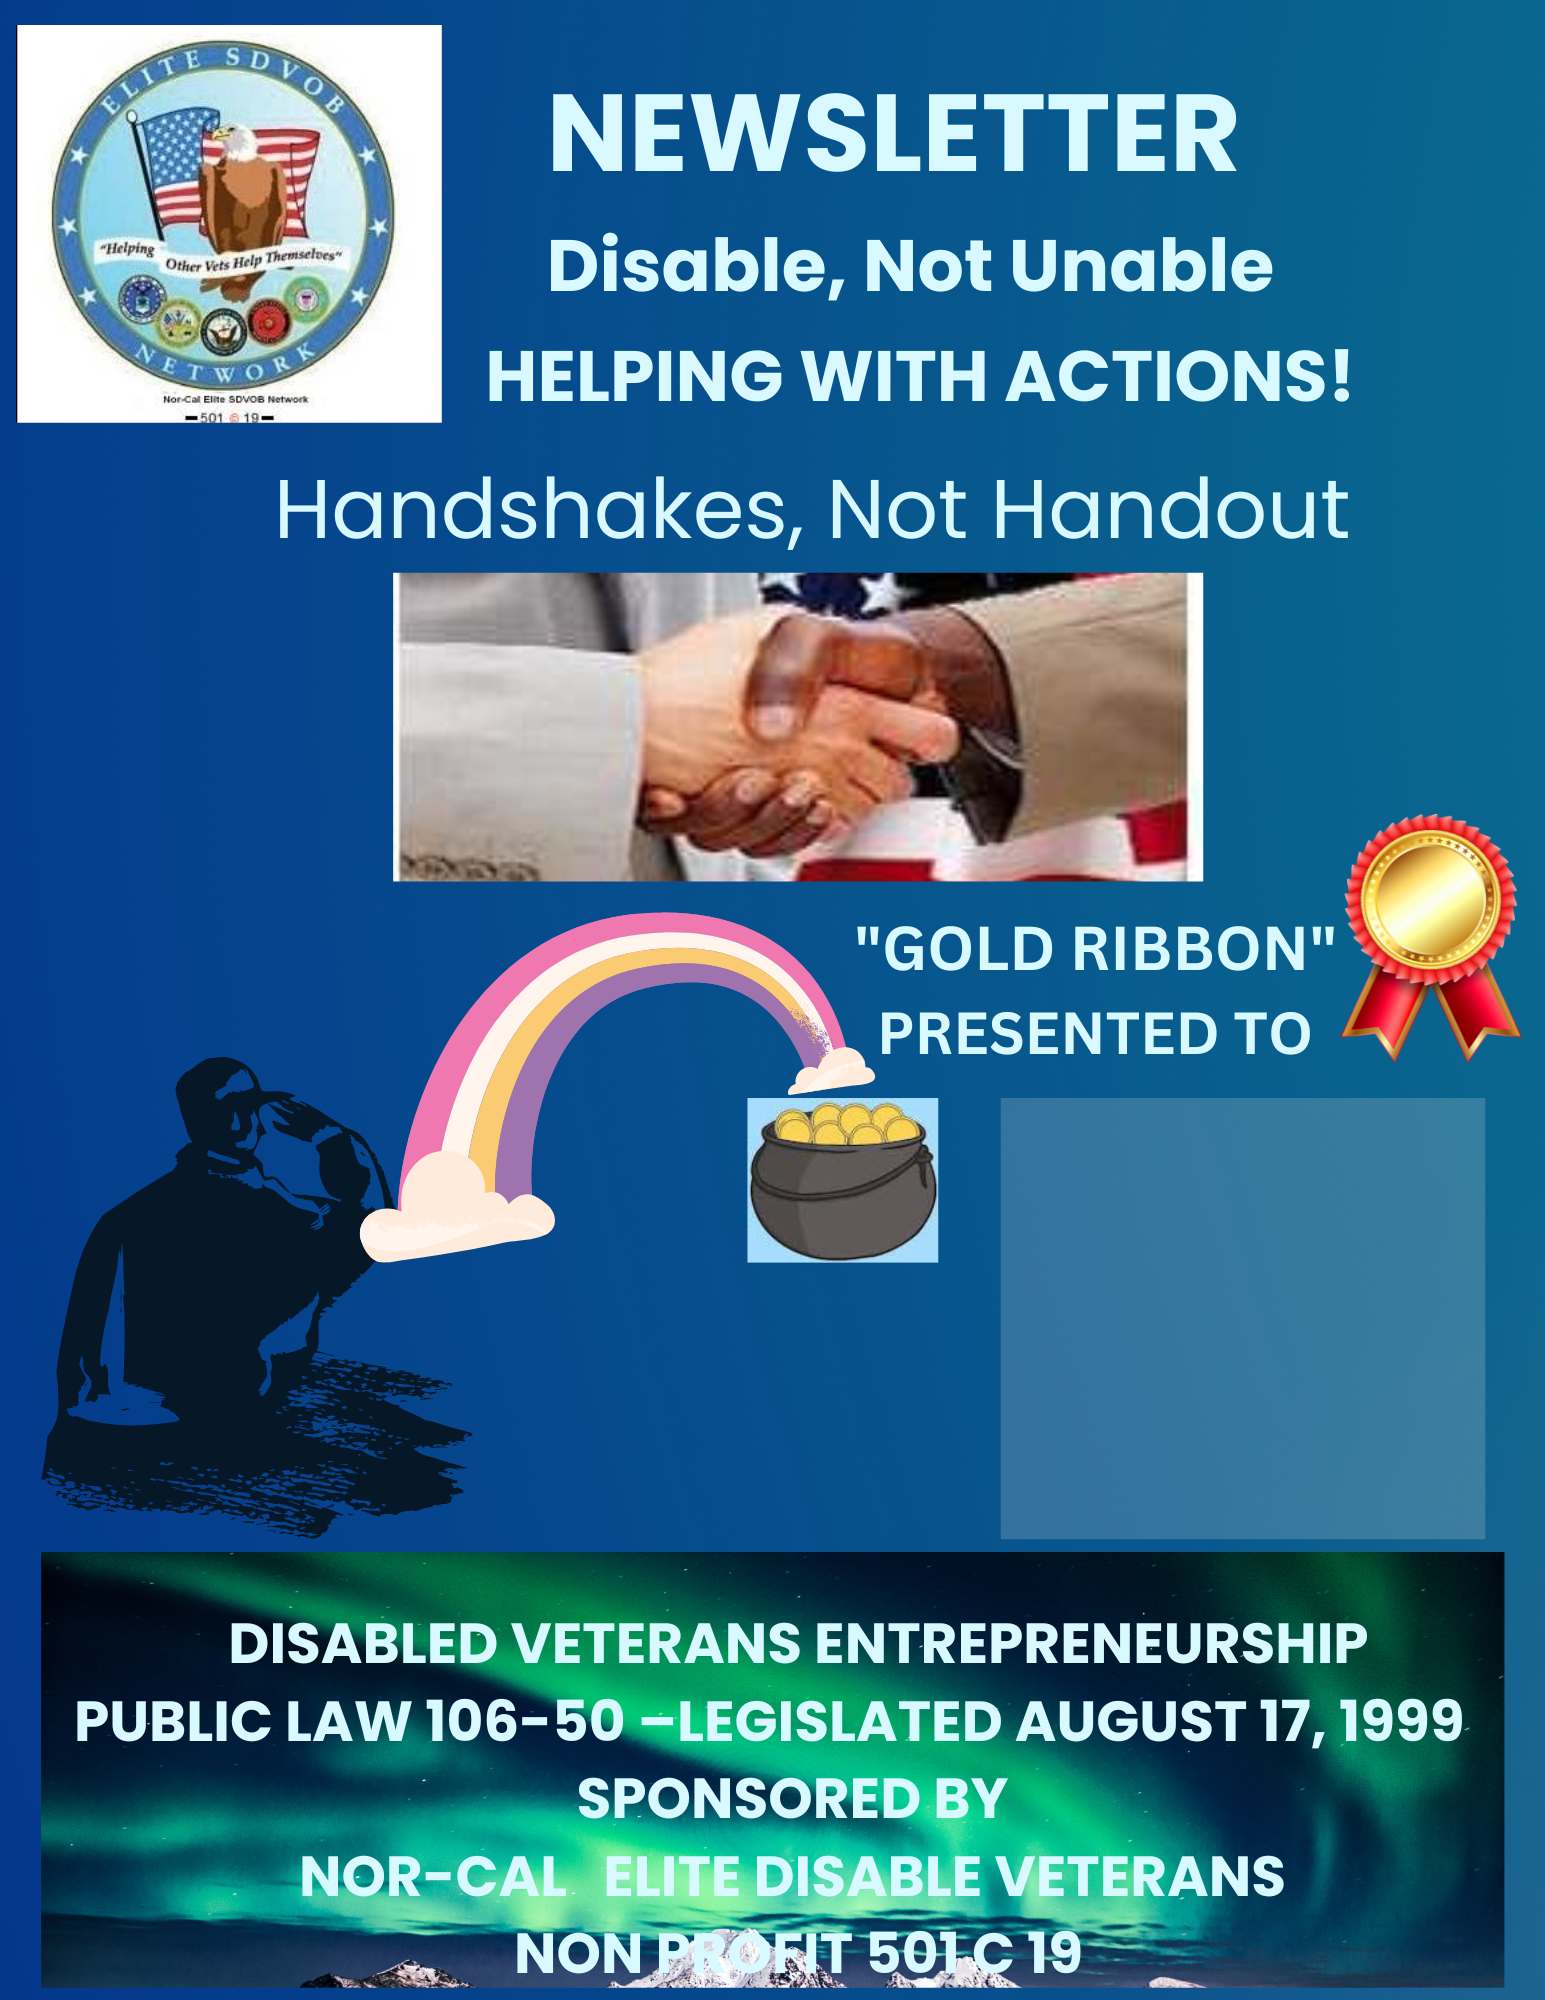 ELITE SDVOB
"Helping
Other Vets Help Themselves"
NETWORK
Nor-Cal Elite SDVOB Network
501 © 19
NEWSLETTER
Disable, Not Unable
HELPING WITH ACTIONS!
Handshakes, Not Handout
"GOLD RIBBON"
PRESENTED TO
DISABLED VETERANS ENTREPRENEURSHIP
PUBLIC LAW 106-50 –LEGISLATED AUGUST 17, 1999
SPONSORED BY
NOR-CAL ELITE DISABLE VETERANS
NON PROFIT 501 C 19